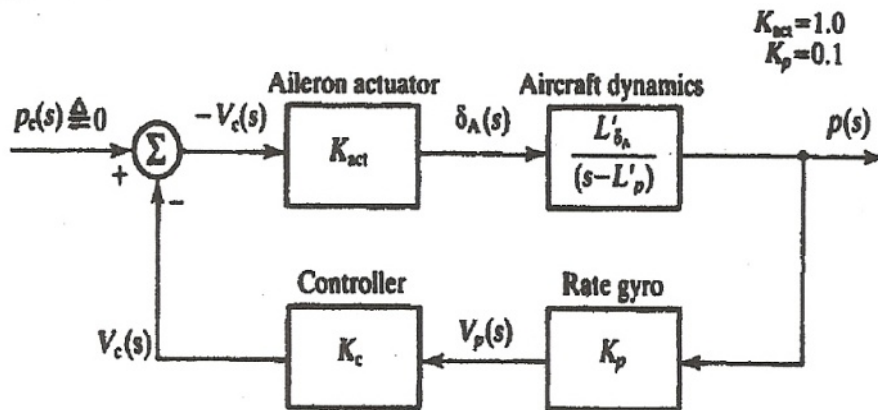 K_act=1.0
K_p=0.1
Aileron actuator
Aircraft dynamics
p_c(s)≜0
-V_c(s)
δ_A(s)
p(s)
Σ
K_act
L'_δ_A
(s-L'_p)
+
-
Controller
Rate gyro
V_c(s)
K_c
V_p(s)
K_p